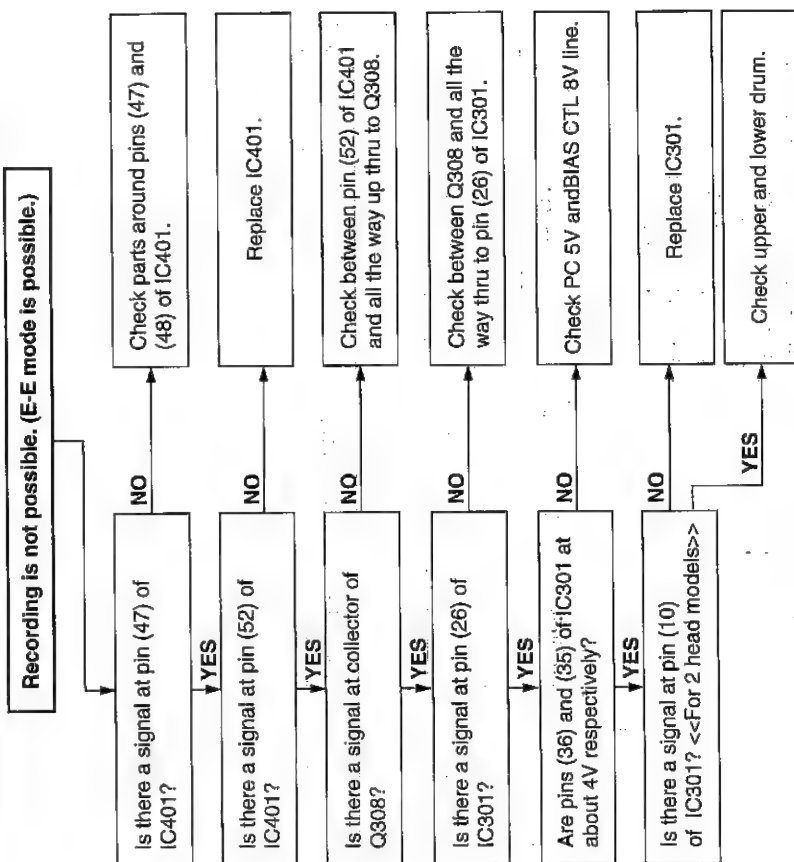 Recording is not possible. (E-E mode is possible.)
Is there a signal at pin (47) of
IC401?
NO
Check parts around pins (47) and
(48) of IC401.
YES
Is there a signal at pin (52) of
IC401?
NO
Replace IC401.
YES
Is there a signal at collector of
Q308?
NO
Check between pin (52) of IC401
and all the way up thru to Q308.
YES
Is there a signal at pin (26) of
IC301?
NO
Check between Q308 and all the
way thru to pin (26) of IC301.
YES
Are pins (36) and (35) of IC301 at
about 4V respectively?
NO
Check PC 5V andBIAS CTL 8V line.
YES
Is there a signal at pin (10)
of IC301? <<For 2 head models>>
NO
Replace IC301.
YES
Check upper and lower drum.